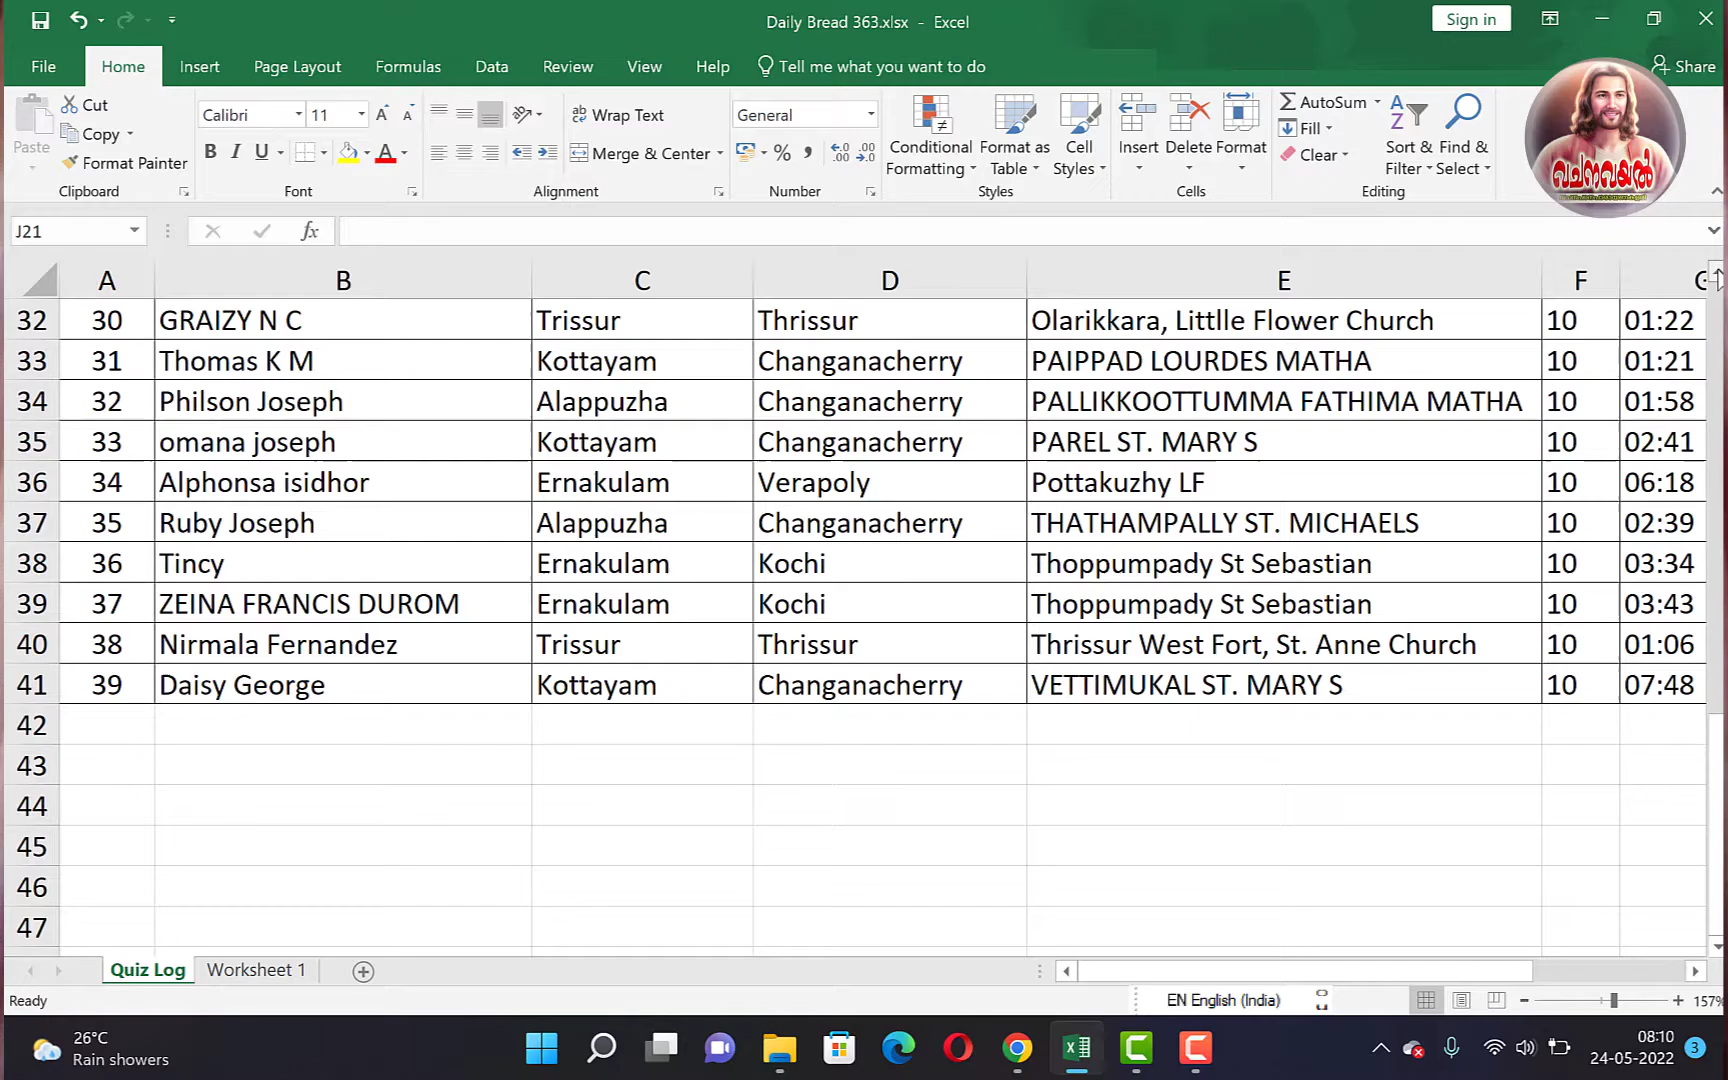 Daily Bread 363.xlsx - Excel
Sign in
File Home Insert Page Layout Formulas Data Review View Help Tell me what you want to do Share
Paste
Cut
Copy
Format Painter
Clipboard
Calibri 11
B I U
Font
Wrap Text
Merge & Center
Alignment
General
Number
Conditional Formatting
Format as Table
Cell Styles
Styles
Insert Delete Format
Cells
AutoSum
Fill
Clear
Sort & Filter
Find & Select
Editing
വചനവയൽ
J21 fx
A B C D E F
32 30 GRAIZY N C Trissur Thrissur Olarikkara, Littlle Flower Church 10 01:22
33 31 Thomas K M Kottayam Changanacherry PAIPPAD LOURDES MATHA 10 01:21
34 32 Philson Joseph Alappuzha Changanacherry PALLIKKOOTTUMMA FATHIMA MATHA 10 01:58
35 33 omana joseph Kottayam Changanacherry PAREL ST. MARY S 10 02:41
36 34 Alphonsa isidhor Ernakulam Verapoly Pottakuzhy LF 10 06:18
37 35 Ruby Joseph Alappuzha Changanacherry THATHAMPALLY ST. MICHAELS 10 02:39
38 36 Tincy Ernakulam Kochi Thoppumpady St Sebastian 10 03:34
39 37 ZEINA FRANCIS DUROM Ernakulam Kochi Thoppumpady St Sebastian 10 03:43
40 38 Nirmala Fernandez Trissur Thrissur Thrissur West Fort, St. Anne Church 10 01:06
41 39 Daisy George Kottayam Changanacherry VETTIMUKAL ST. MARY S 10 07:48
42
43
44
45
46
47
Quiz Log Worksheet 1
Ready
EN English (India)
157%
26°C
Rain showers
08:10
24-05-2022
3